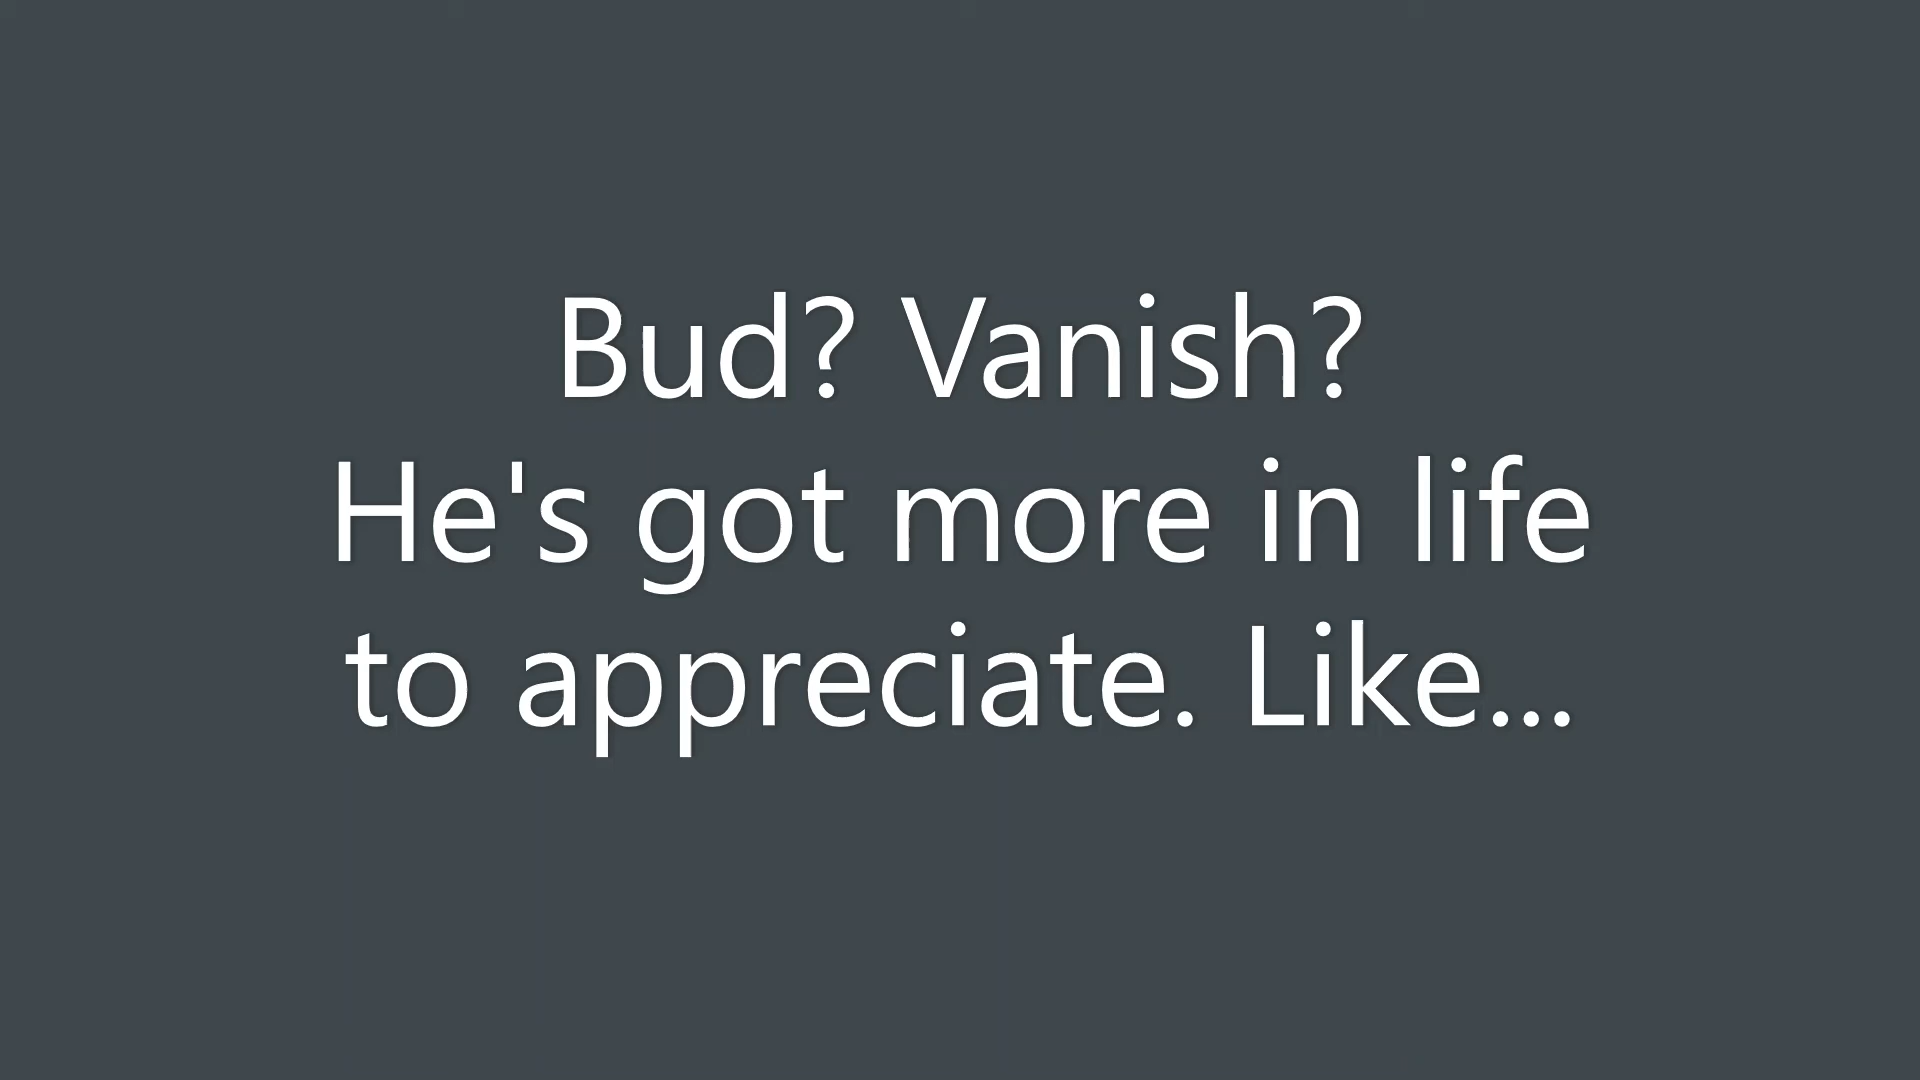 Bud? Vanish?
He's got more in life
to appreciate. Like...